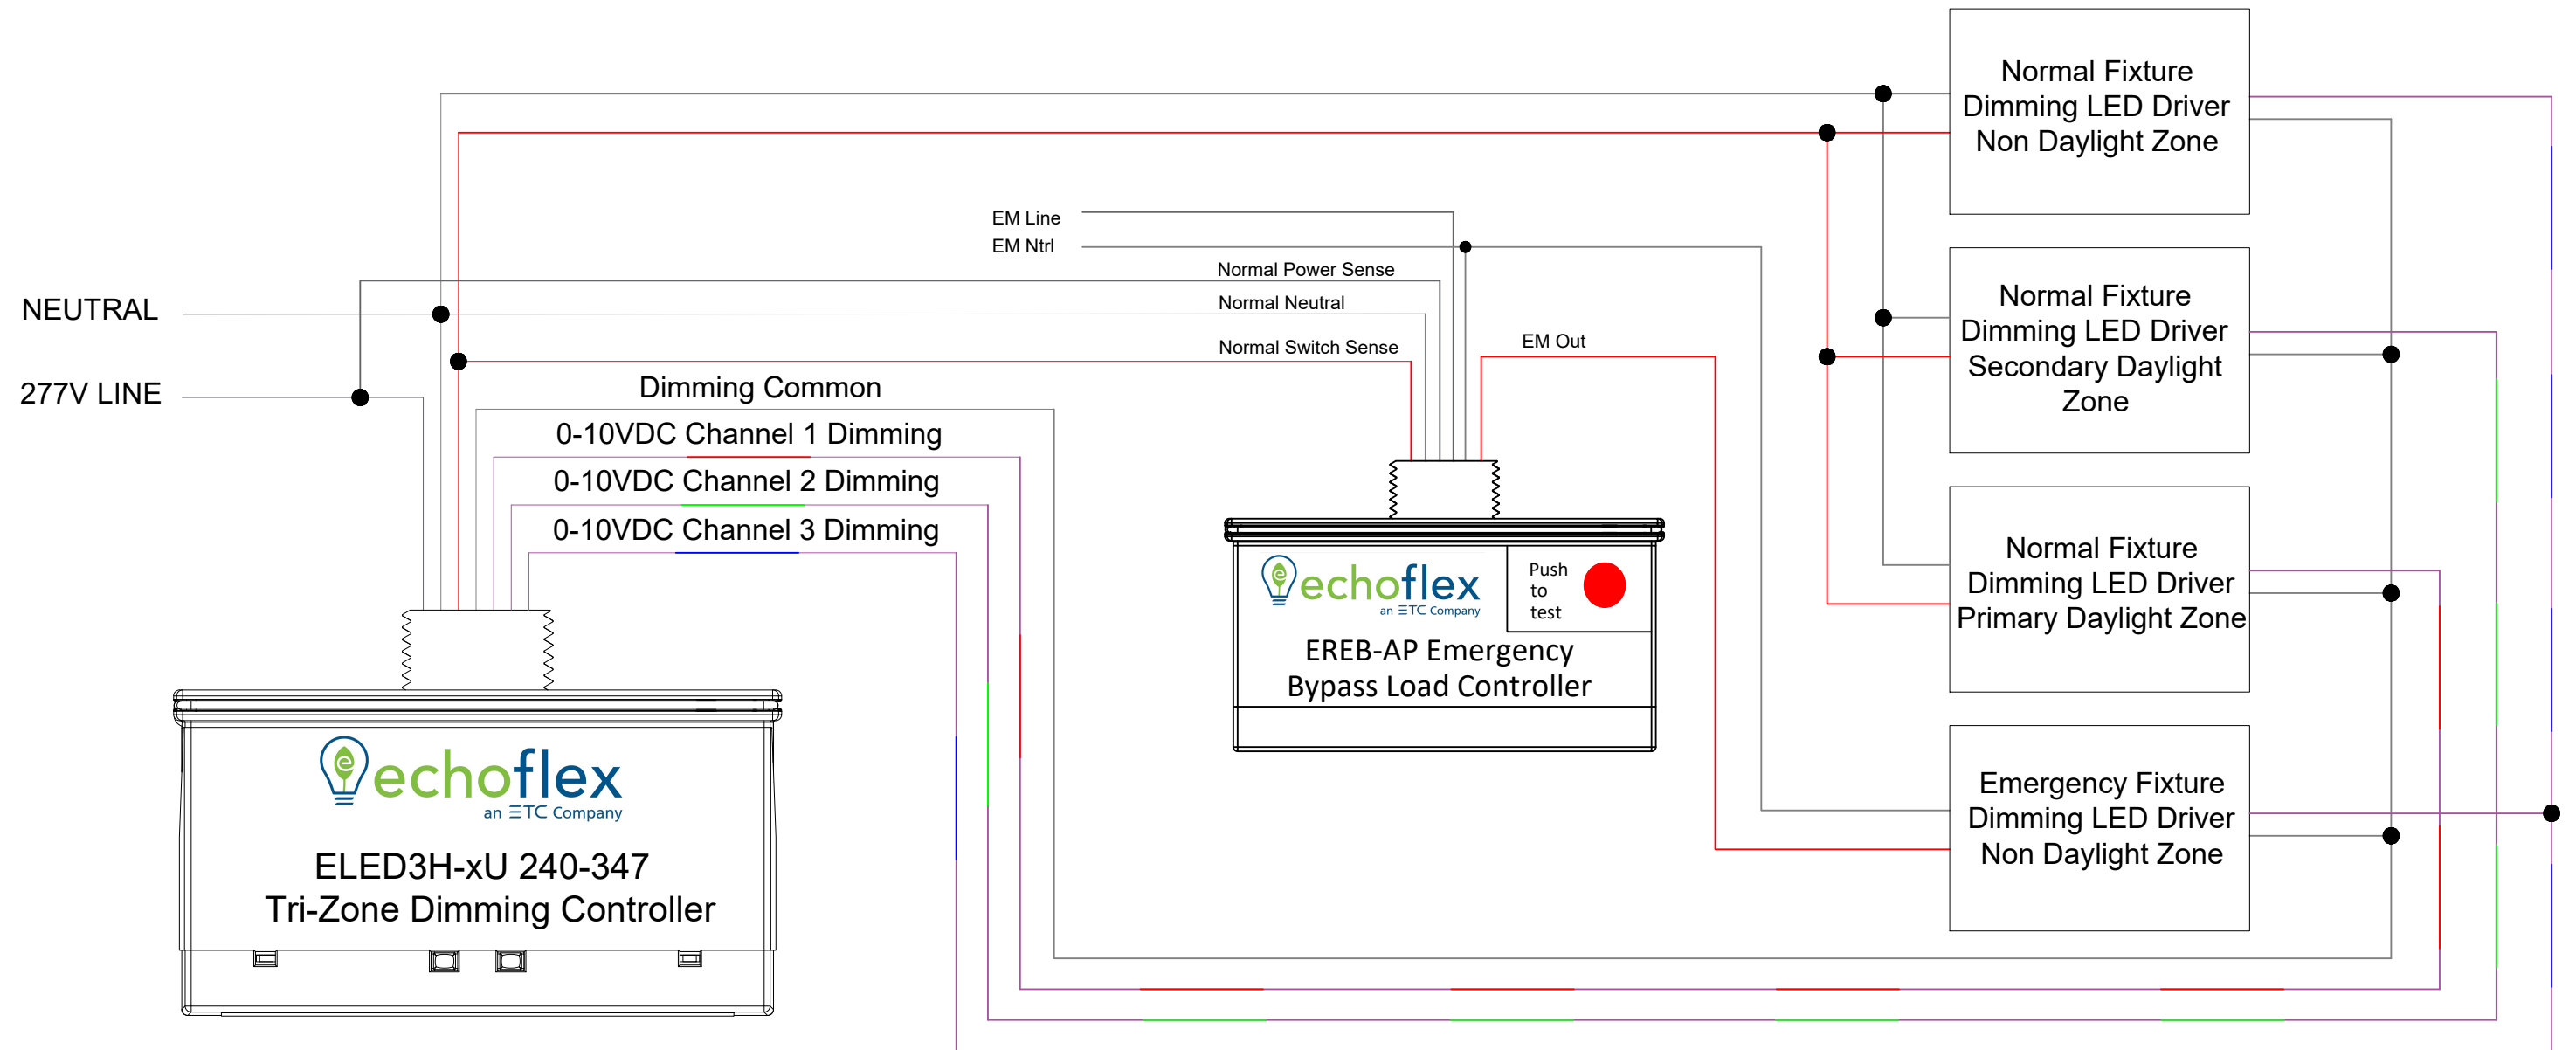 Normal Fixture
Dimming LED Driver
Non Daylight Zone
EM Line
EM Ntrl
Normal Power Sense
NEUTRAL
Normal Neutral
Normal Switch Sense
EM Out
277V LINE
Dimming Common
0-10VDC Channel 1 Dimming
0-10VDC Channel 2 Dimming
0-10VDC Channel 3 Dimming
Normal Fixture
Dimming LED Driver
Secondary Daylight
Zone
echoflex
an ETC Company
Push
to
test
EREB-AP Emergency
Bypass Load Controller
Normal Fixture
Dimming LED Driver
Primary Daylight Zone
echoflex
an ETC Company
ELED3H-xU 240-347
Tri-Zone Dimming Controller
Emergency Fixture
Dimming LED Driver
Non Daylight Zone